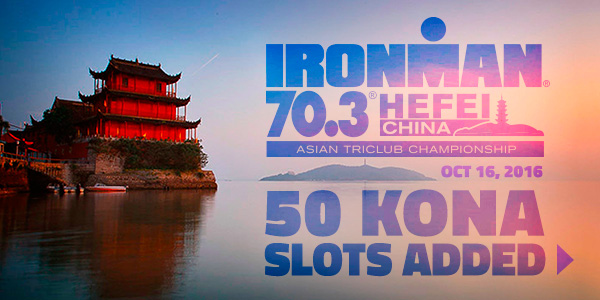 IRONMAN®
70.3® HEFEI
CHINA
ASIAN TRICLUB CHAMPIONSHIP
OCT 16, 2016
50 KONA
SLOTS ADDED